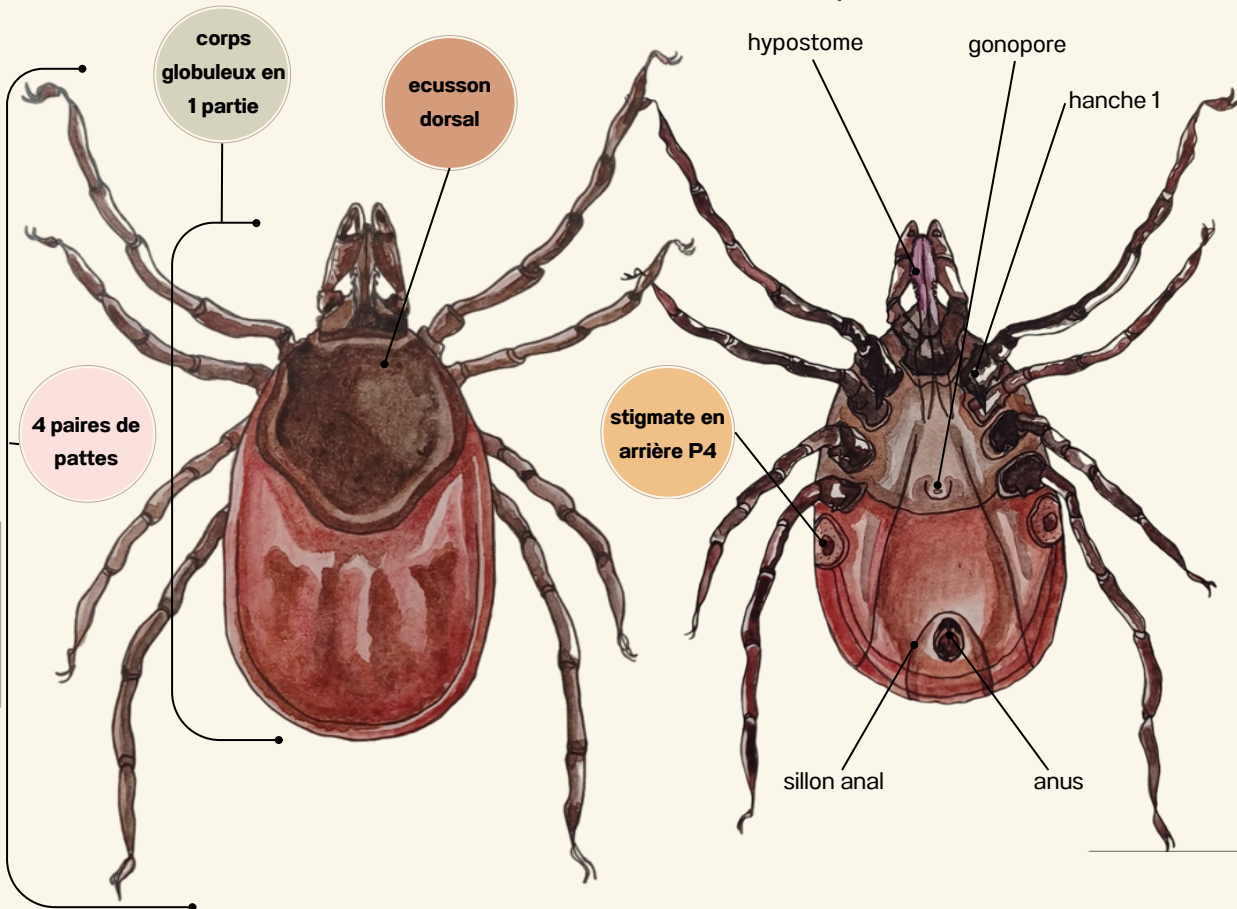 corps
globuleux en
1 partie
ecusson
dorsal
4 paires de
pattes
hypostome
gonopore
hanche 1
stigmate en
arrière P4
sillon anal
anus